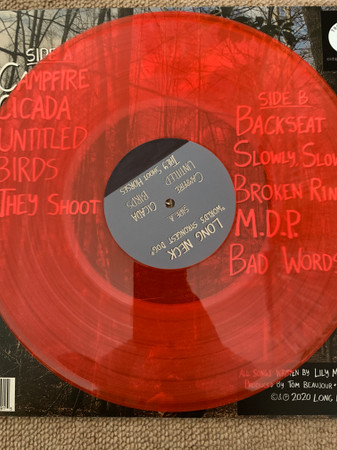 SIDE A
CAMPFIRE
CICADA
UNTITLED
BIRDS
THEY SHOOT
SIDE B
BACKSEAT
SLOWLY, SLOW
BROKEN RIN
M.D.P.
BAD WORDS
LONG NECK
"WORLD'S STRONGEST DOG"
SIDE A
CAMPFIRE
CICADA
UNTITLED
BIRDS
THEY SHOOT HORSES
ALL SONGS WRITTEN BY LILY M
PRODUCED BY TOM BEAUJOUR •
©℗ 2020 LONG